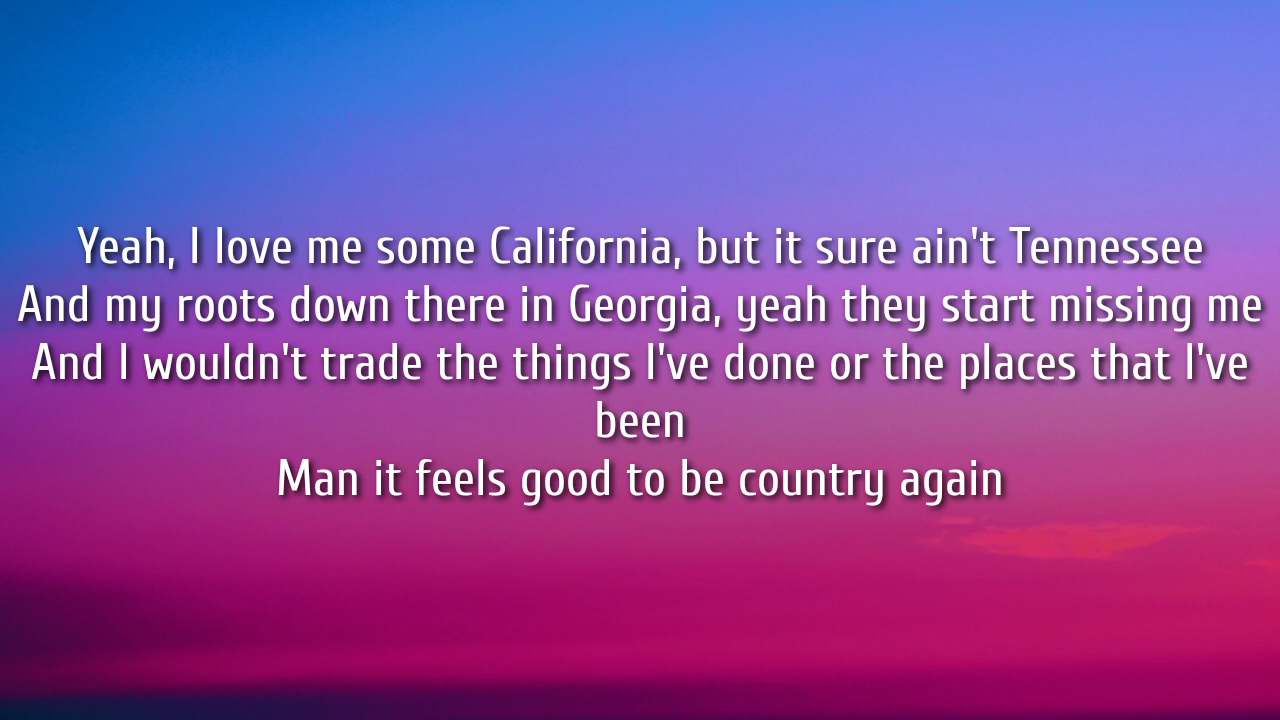 Yeah, I love me some California, but it sure ain't Tennessee
And my roots down there in Georgia, yeah they start missing me
And I wouldn't trade the things I've done or the places that I've
been
Man it feels good to be country again